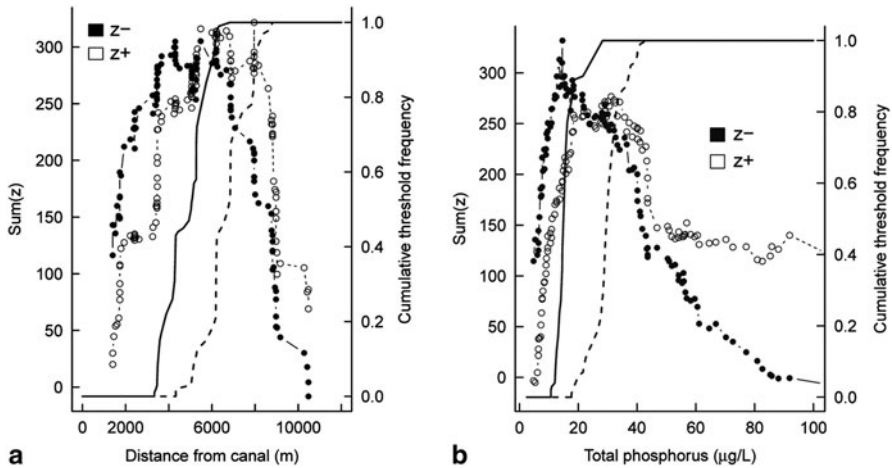 z−
z+
300
250
200
150
100
50
0
Sum(z)
1.0
0.8
0.6
0.4
0.2
0.0
Cumulative threshold frequency
0 2000 6000 10000
Distance from canal (m)
a
z−
z+
300
250
200
150
100
50
0
Sum(z)
1.0
0.8
0.6
0.4
0.2
0.0
Cumulative threshold frequency
0 20 40 60 80 100
Total phosphorus (µg/L)
b